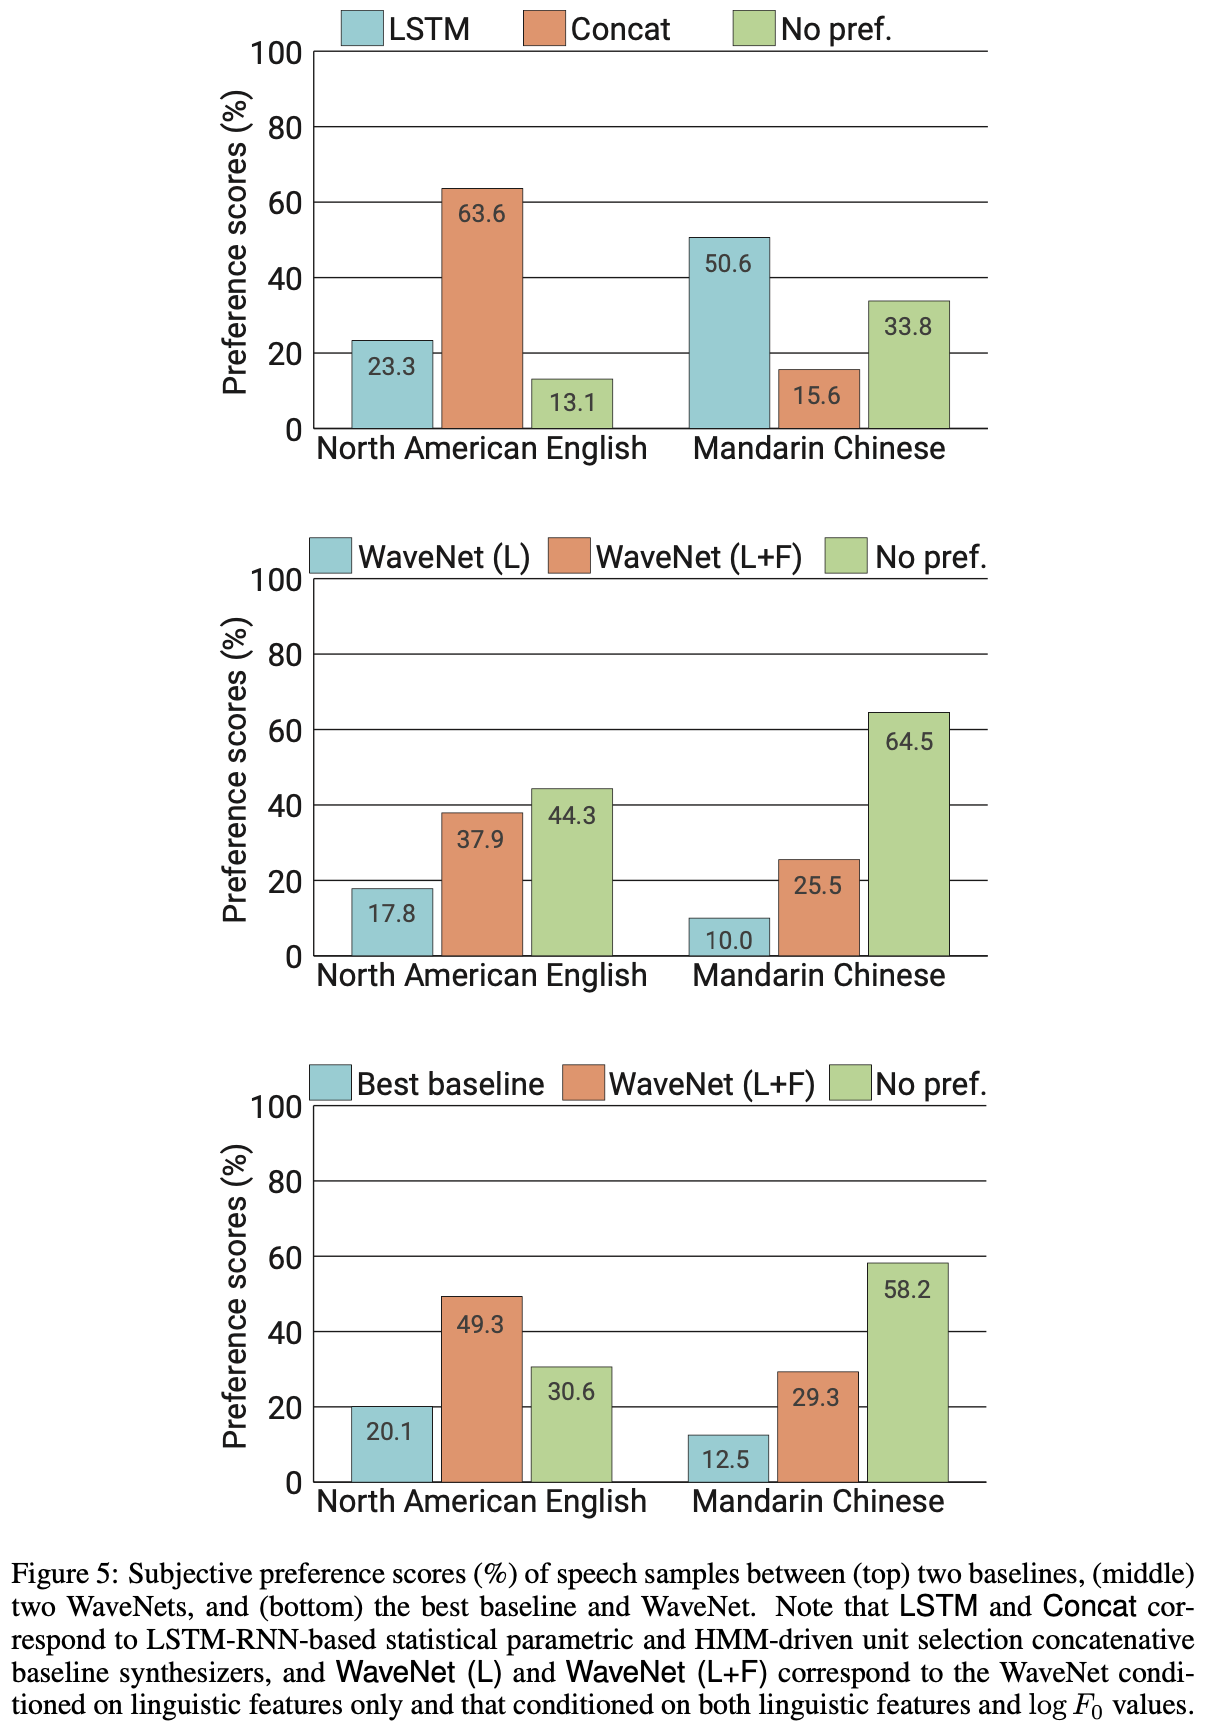 LSTM Concat No pref.
100
80
60
40
20
0
Preference scores (%)
23.3 63.6 13.1 50.6 15.6 33.8
North American English Mandarin Chinese
WaveNet (L) WaveNet (L+F) No pref.
100
80
60
40
20
0
Preference scores (%)
17.8 37.9 44.3 10.0 25.5 64.5
North American English Mandarin Chinese
Best baseline WaveNet (L+F) No pref.
100
80
60
40
20
0
Preference scores (%)
20.1 49.3 30.6 12.5 29.3 58.2
North American English Mandarin Chinese
Figure 5: Subjective preference scores (%) of speech samples between (top) two baselines, (middle)
two WaveNets, and (bottom) the best baseline and WaveNet. Note that LSTM and Concat cor-
respond to LSTM-RNN-based statistical parametric and HMM-driven unit selection concatenative
baseline synthesizers, and WaveNet (L) and WaveNet (L+F) correspond to the WaveNet condi-
tioned on linguistic features only and that conditioned on both linguistic features and log F₀ values.